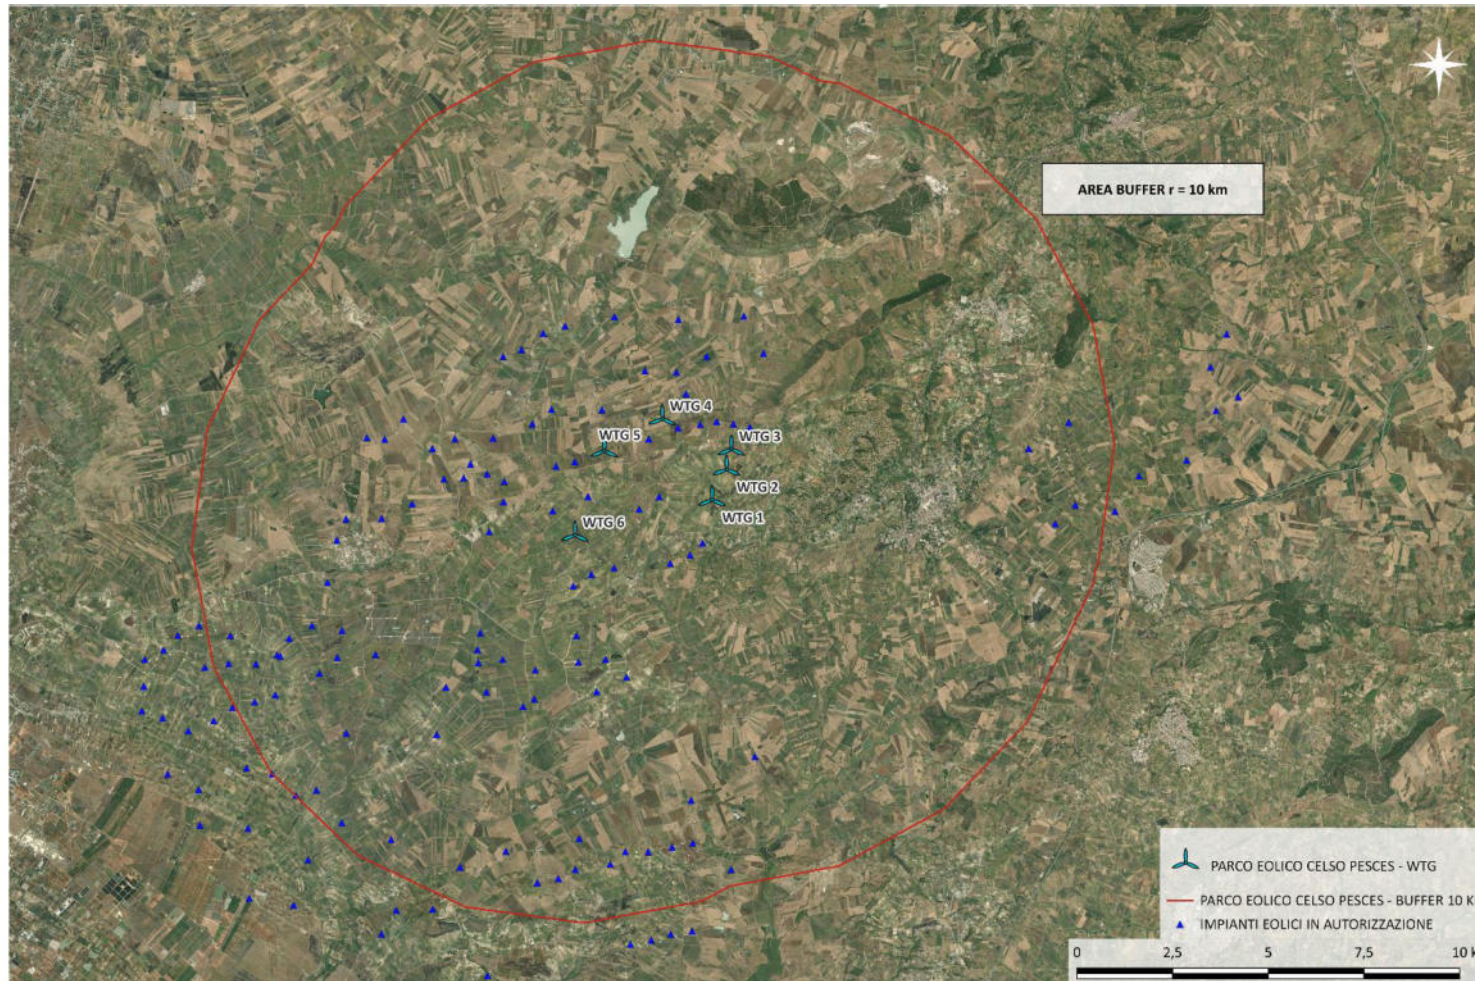 AREA BUFFER r = 10 km
WTG 4
WTG 5
WTG 3
WTG 2
WTG 1
WTG 6
PARCO EOLICO CELSO PESCES - WTG
PARCO EOLICO CELSO PESCES - BUFFER 10 K
IMPIANTI EOLICI IN AUTORIZZAZIONE
0 2,5 5 7,5 10 k